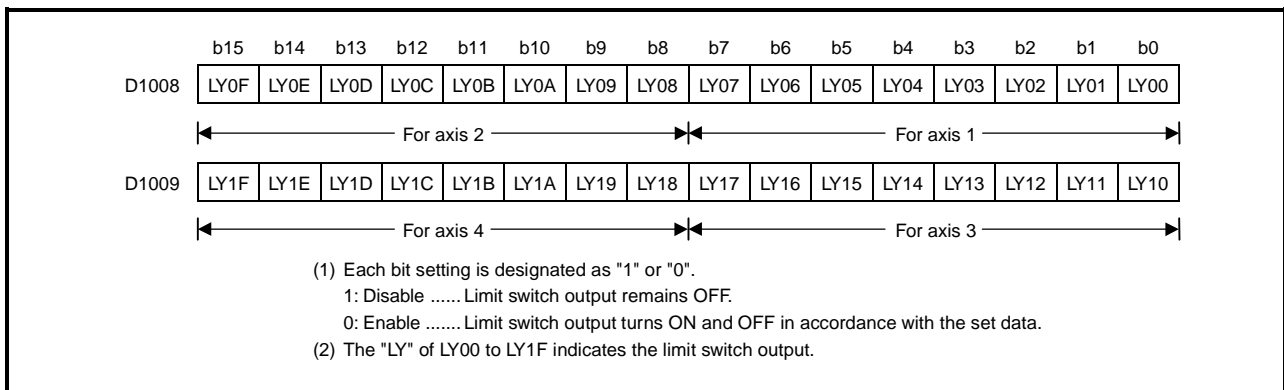 b15 b14 b13 b12 b11 b10 b9 b8 b7 b6 b5 b4 b3 b2 b1 b0
D1008 LY0F LY0E LY0D LY0C LY0B LY0A LY09 LY08 LY07 LY06 LY05 LY04 LY03 LY02 LY01 LY00
For axis 2 For axis 1
D1009 LY1F LY1E LY1D LY1C LY1B LY1A LY19 LY18 LY17 LY16 LY15 LY14 LY13 LY12 LY11 LY10
For axis 4 For axis 3
(1) Each bit setting is designated as "1" or "0".
1: Disable ...... Limit switch output remains OFF.
0: Enable ....... Limit switch output turns ON and OFF in accordance with the set data.
(2) The "LY" of LY00 to LY1F indicates the limit switch output.